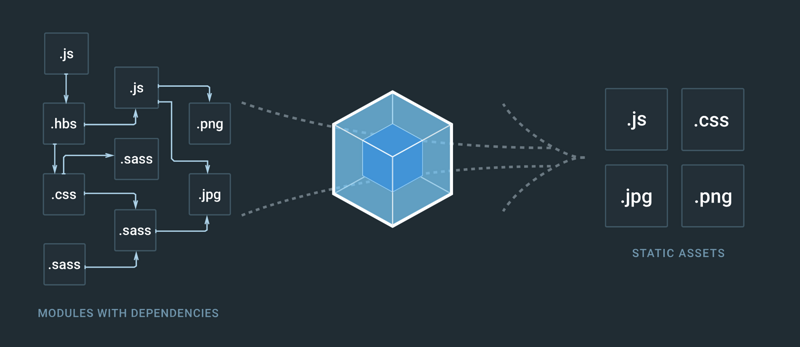 .js
.js
.hbs
.png
.sass
.css
.jpg
.sass
.sass
MODULES WITH DEPENDENCIES
.js
.css
.jpg
.png
STATIC ASSETS